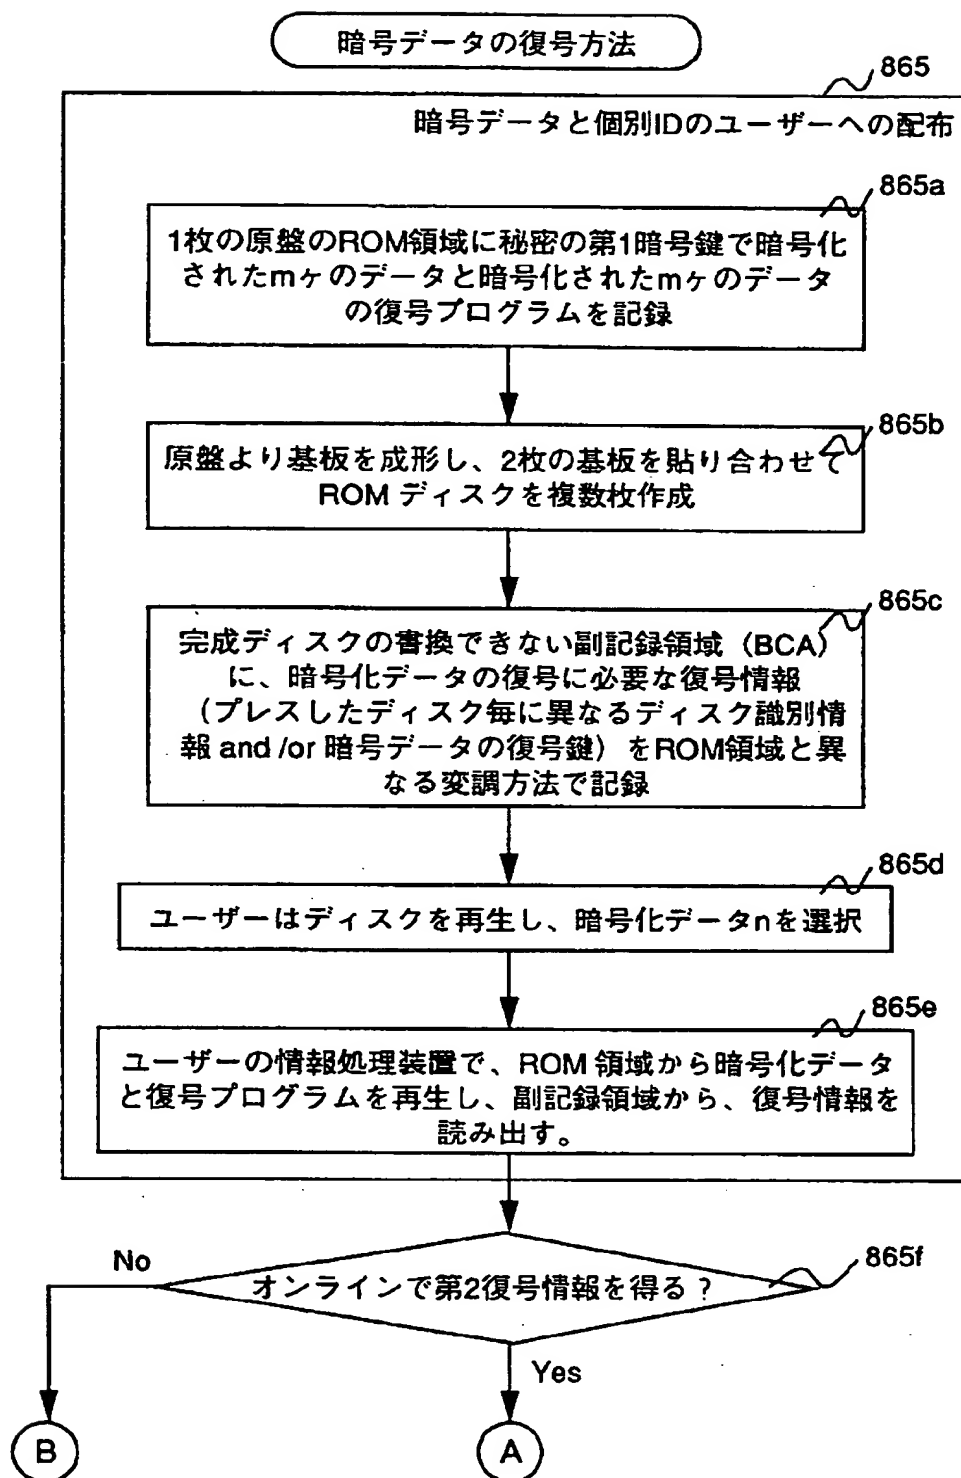 暗号データの復号方法
865
暗号データと個別IDのユーザーへの配布
865a
1枚の原盤のROM領域に秘密の第1暗号鍵で暗号化
されたmヶのデータと暗号化されたmヶのデータ
の復号プログラムを記録
865b
原盤より基板を成形し、2枚の基板を貼り合わせて
ROM ディスクを複数枚作成
865c
完成ディスクの書換できない副記録領域（BCA）
に、暗号化データの復号に必要な復号情報
（プレスしたディスク毎に異なるディスク識別情
報 and /or 暗号データの復号鍵）をROM領域と異
なる変調方法で記録
865d
ユーザーはディスクを再生し、暗号化データnを選択
865e
ユーザーの情報処理装置で、ROM 領域から暗号化データ
と復号プログラムを再生し、副記録領域から、復号情報を
読み出す。
No
865f
オンラインで第2復号情報を得る？
Yes
B
A